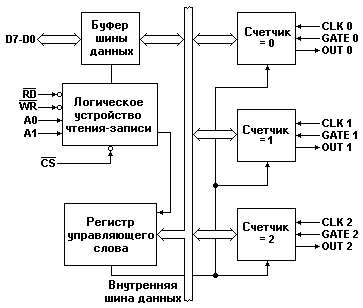 Буфер
шины
данных
D7-D0
Счетчик
= 0
CLK 0
GATE 0
OUT 0
RD
WR
A0
A1
CS
Логическое
устройство
чтения-записи
Счетчик
= 1
CLK 1
GATE 1
OUT 1
Регистр
управляющего
слова
Счетчик
= 2
CLK 2
GATE 2
OUT 2
Внутренняя
шина данных